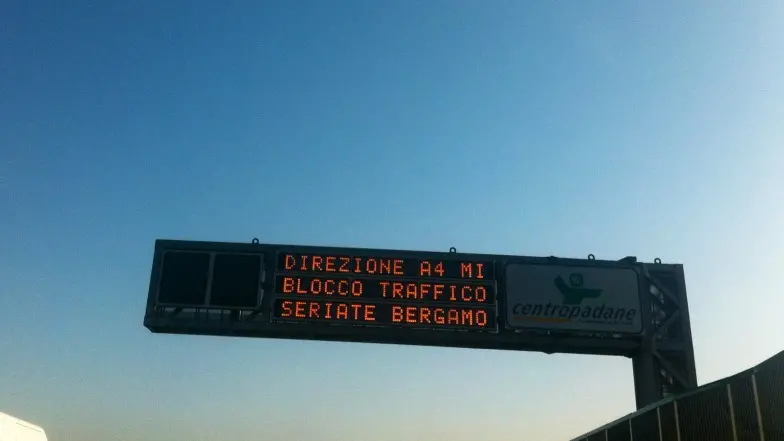 DIREZIONE A4 MI
BLOCCO TRAFFICO
SERIATE BERGAMO
centropadane